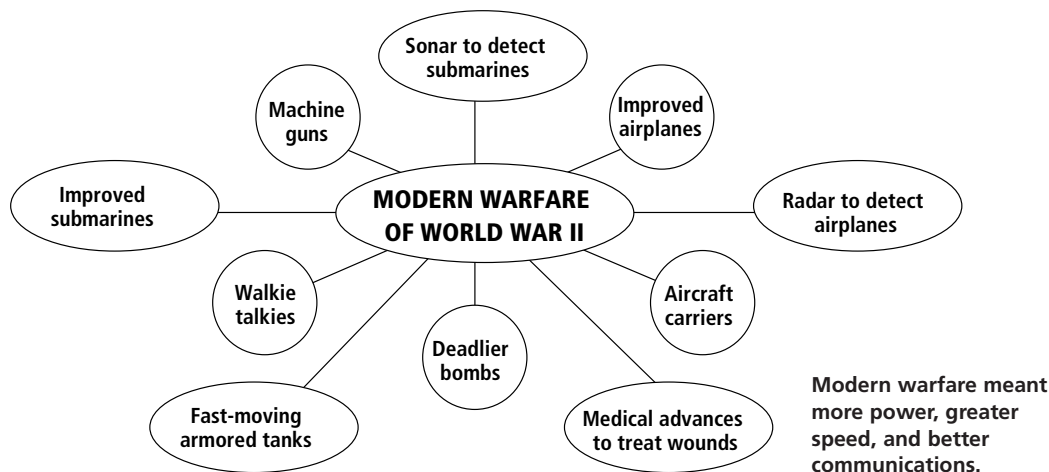 Sonar to detect
submarines
Machine
guns
Improved
airplanes
Improved
submarines
MODERN WARFARE
OF WORLD WAR II
Radar to detect
airplanes
Walkie
talkies
Aircraft
carriers
Deadlier
bombs
Fast-moving
armored tanks
Medical advances
to treat wounds
Modern warfare meant
more power, greater
speed, and better
communications.